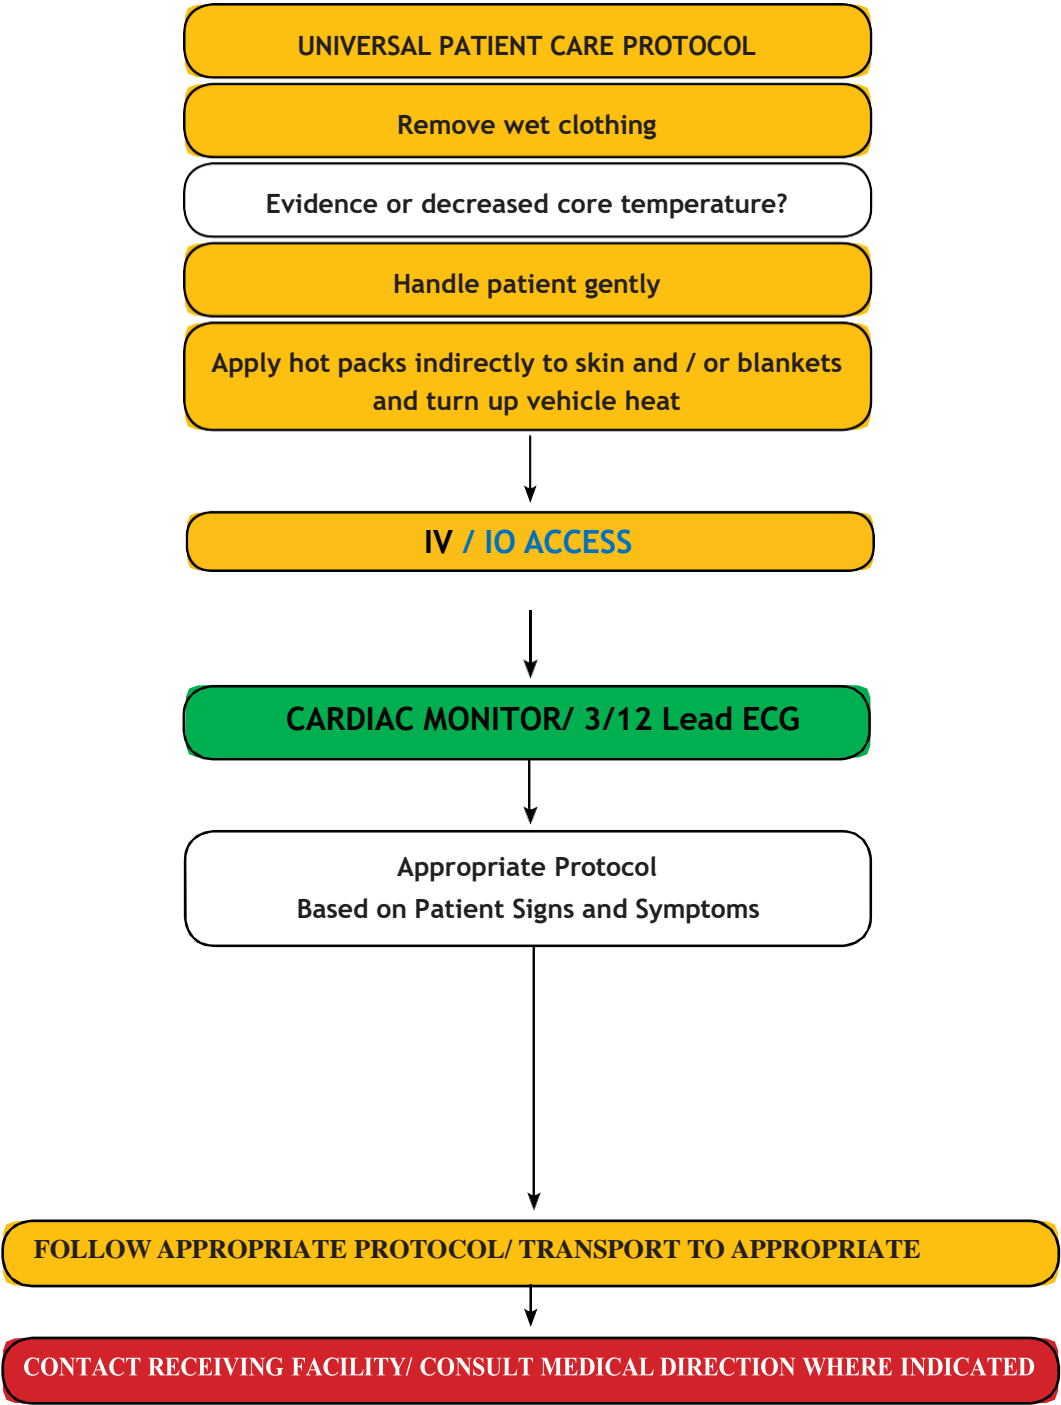 UNIVERSAL PATIENT CARE PROTOCOL
Remove wet clothing
Evidence or decreased core temperature?
Handle patient gently
Apply hot packs indirectly to skin and / or blankets
and turn up vehicle heat
IV / IO ACCESS
CARDIAC MONITOR/ 3/12 Lead ECG
Appropriate Protocol
Based on Patient Signs and Symptoms
FOLLOW APPROPRIATE PROTOCOL/ TRANSPORT TO APPROPRIATE
CONTACT RECEIVING FACILITY/ CONSULT MEDICAL DIRECTION WHERE INDICATED